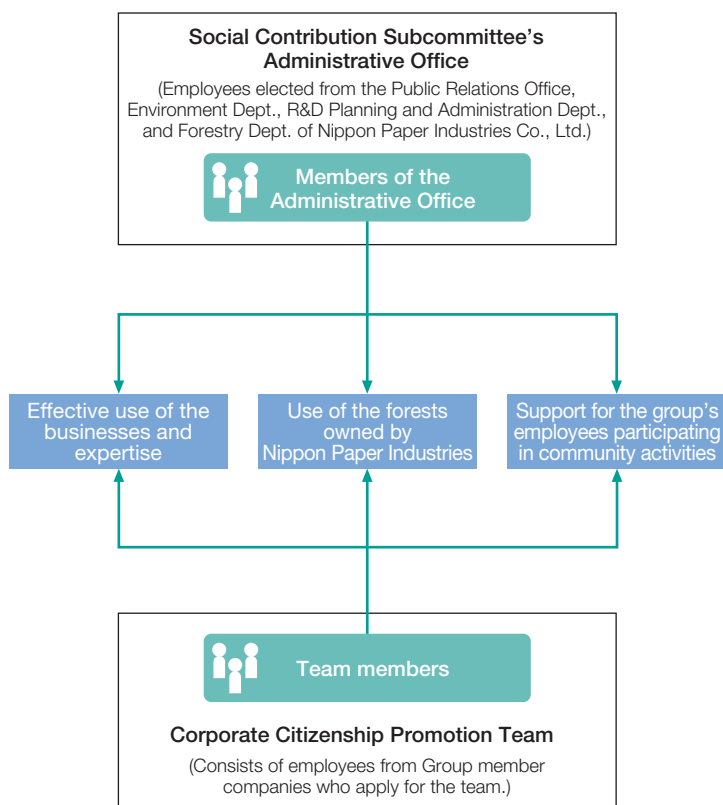 Social Contribution Subcommittee's
Administrative Office
(Employees elected from the Public Relations Office,
Environment Dept., R&D Planning and Administration Dept.,
and Forestry Dept. of Nippon Paper Industries Co., Ltd.)
Members of the
Administrative Office
Effective use of the
businesses and
expertise
Use of the forests
owned by
Nippon Paper Industries
Support for the group's
employees participating
in community activities
Team members
Corporate Citizenship Promotion Team
(Consists of employees from Group member
companies who apply for the team.)